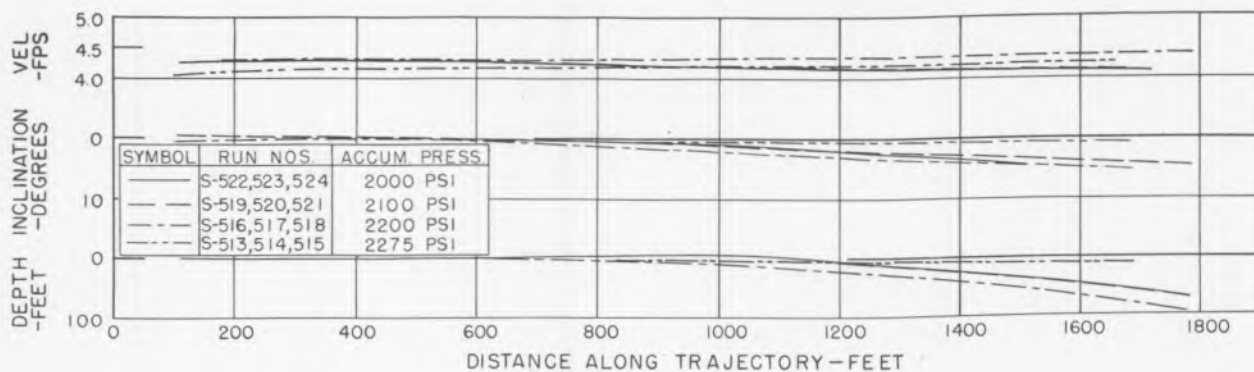 VEL
-FPS
5.0
4.5
4.0
INCLINATION
-DEGREES
0
10
DEPTH
-FEET
0
100
SYMBOL RUN NOS. ACCUM. PRESS.
S-522,523,524 2000 PSI
S-519,520,521 2100 PSI
S-516,517,518 2200 PSI
S-513,514,515 2275 PSI
0 200 400 600 800 1000 1200 1400 1600 1800
DISTANCE ALONG TRAJECTORY-FEET